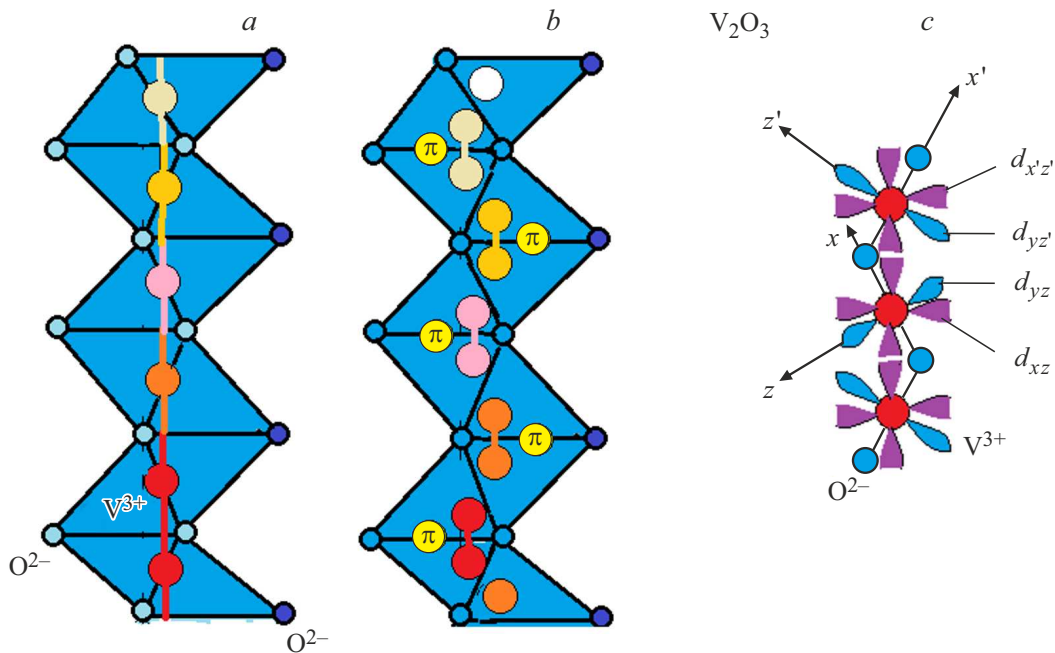 a
b
V₂O₃
c
x'
z'
dx'z'
x
dyz'
dyz
z
dxz
π
π
π
π
π
V³⁺
V³⁺
O²⁻
O²⁻
O²⁻